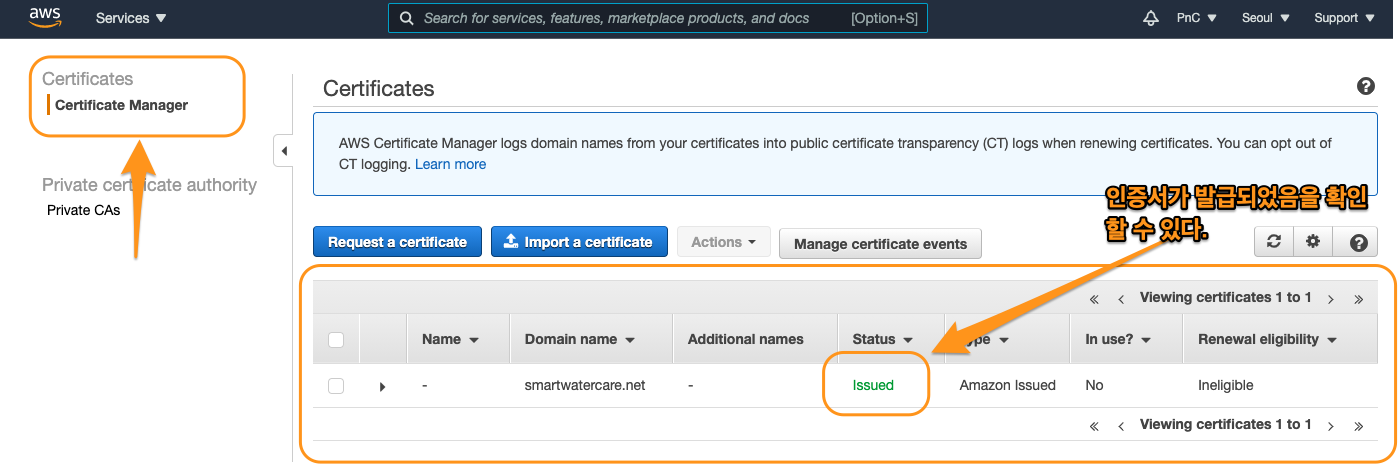 aws Services Search for services, features, marketplace products, and docs [Option+S] PnC Seoul Support
Certificates
Certificate Manager
Private certificate authority
Private CAs
Certificates
AWS Certificate Manager logs domain names from your certificates into public certificate transparency (CT) logs when renewing certificates. You can opt out of
CT logging. Learn more
인증서가 발급되었음을 확인
할 수 있다.
Request a certificate Import a certificate Actions Manage certificate events
« ‹ Viewing certificates 1 to 1 › »
Name Domain name Additional names Status ype In use? Renewal eligibility
- smartwatercare.net - Issued Amazon Issued No Ineligible
« ‹ Viewing certificates 1 to 1 › »